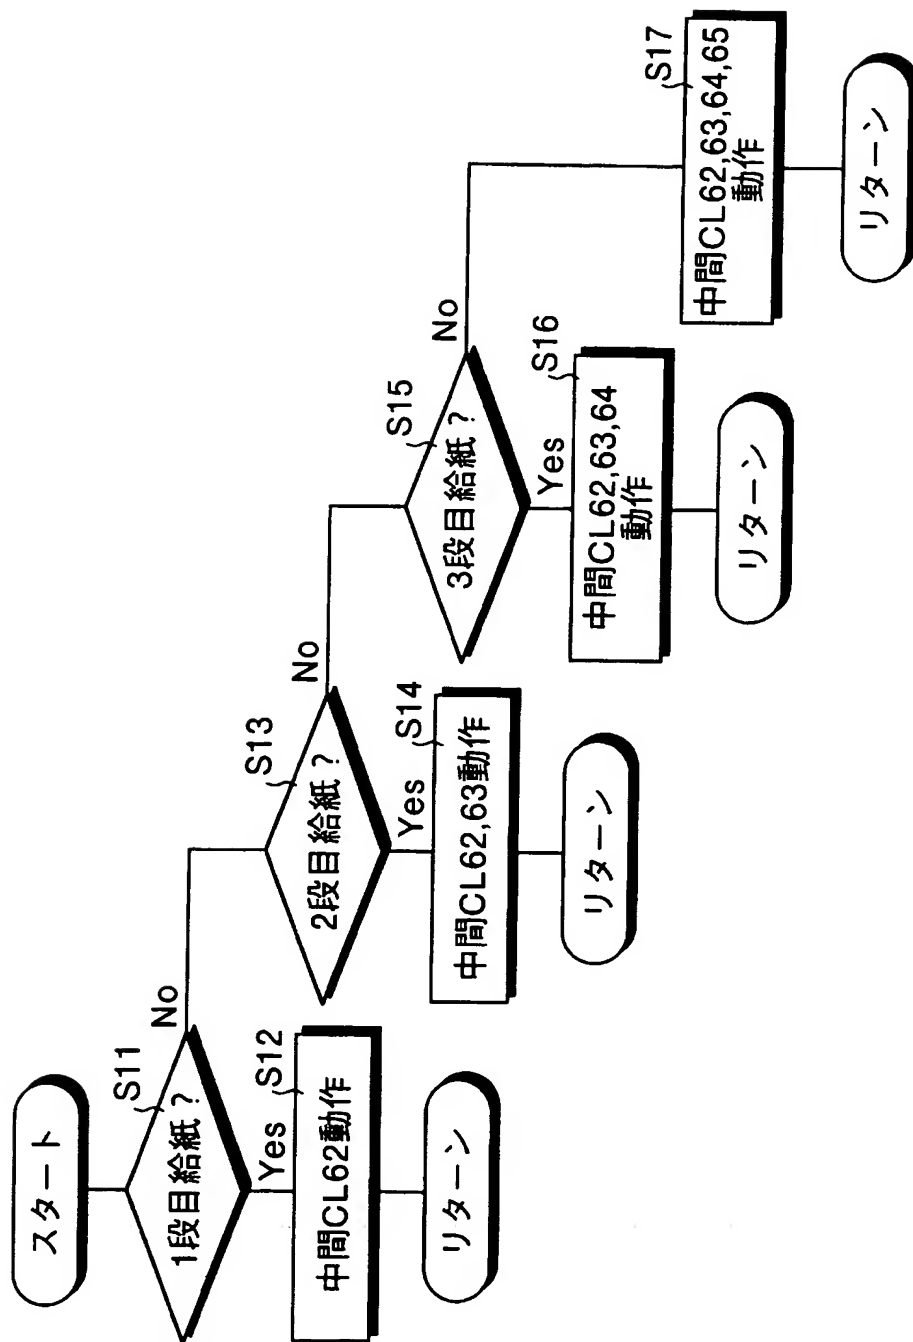 スタート
S11
1段目給紙？
No
Yes
S12
中間CL62動作
リターン
S13
2段目給紙？
No
Yes
S14
中間CL62,63動作
リターン
S15
3段目給紙？
No
Yes
S16
中間CL62,63,64
動作
リターン
S17
中間CL62,63,64,65
動作
リターン